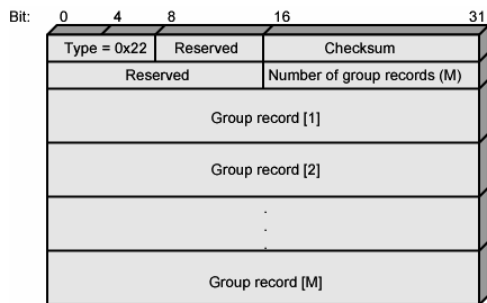 Bit: 0 4 8 16 31
Type = 0x22 Reserved Checksum
Reserved Number of group records (M)
Group record [1]
Group record [2]
.
.
.
Group record [M]